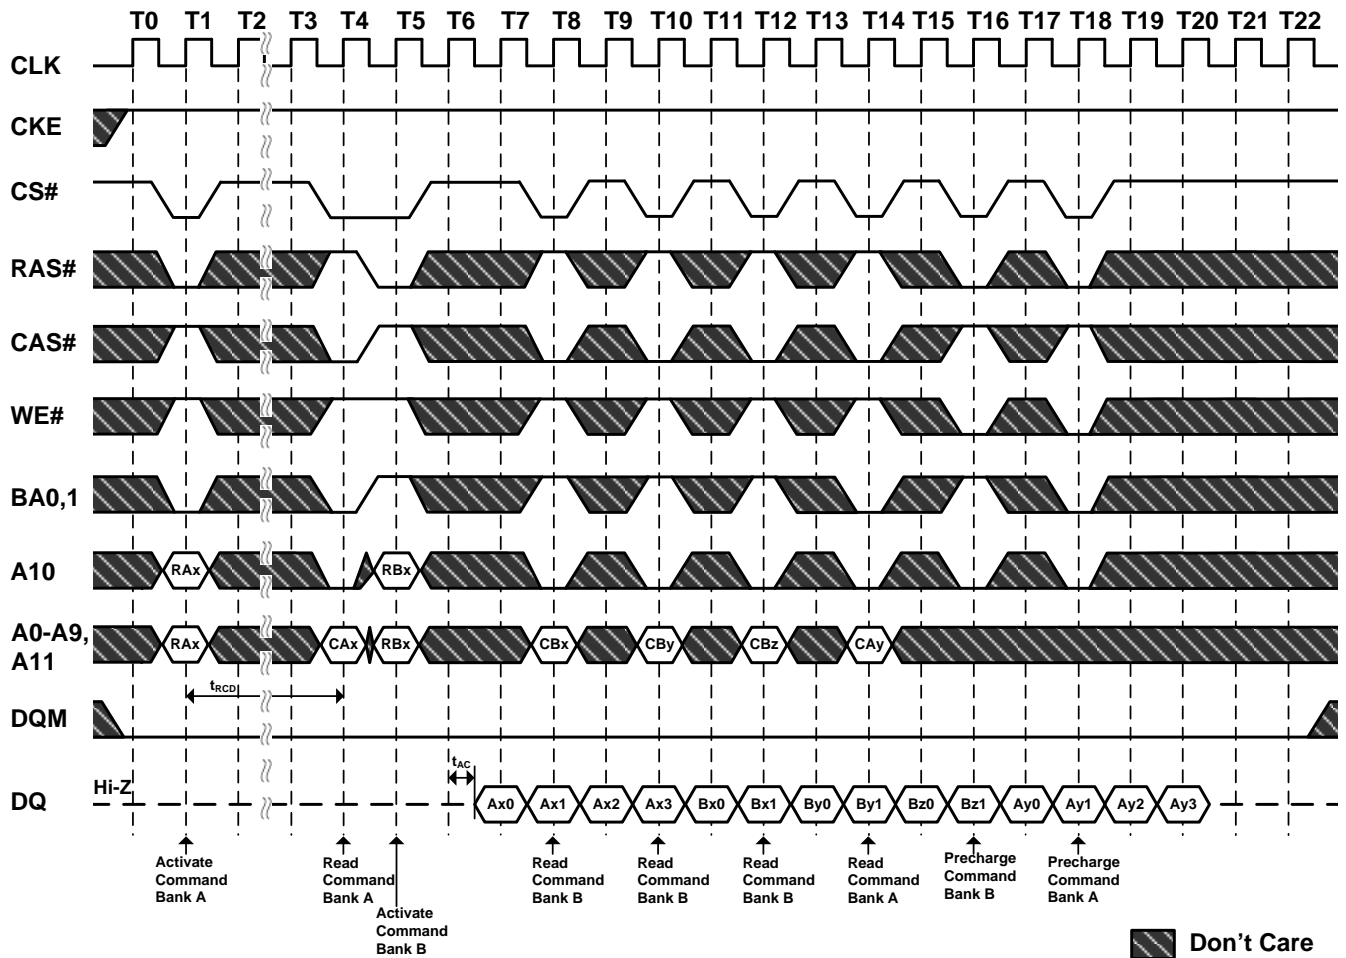 T0 T1 T2 T3 T4 T5 T6 T7 T8 T9 T10 T11 T12 T13 T14 T15 T16 T17 T18 T19 T20 T21 T22
CLK
CKE
CS#
RAS#
CAS#
WE#
BA0,1
A10 RAx RBx
A0-A9,
A11 RAx CAx RBx CBx CBy CBz CAy
tRCD
DQM
tAC
Hi-Z
DQ Ax0 Ax1 Ax2 Ax3 Bx0 Bx1 By0 By1 Bz0 Bz1 Ay0 Ay1 Ay2 Ay3
Activate
Command
Bank A
Read
Command
Bank A
Activate
Command
Bank B
Read
Command
Bank B
Read
Command
Bank B
Read
Command
Bank B
Read
Command
Bank A
Precharge
Command
Bank B
Precharge
Command
Bank A
Don't Care